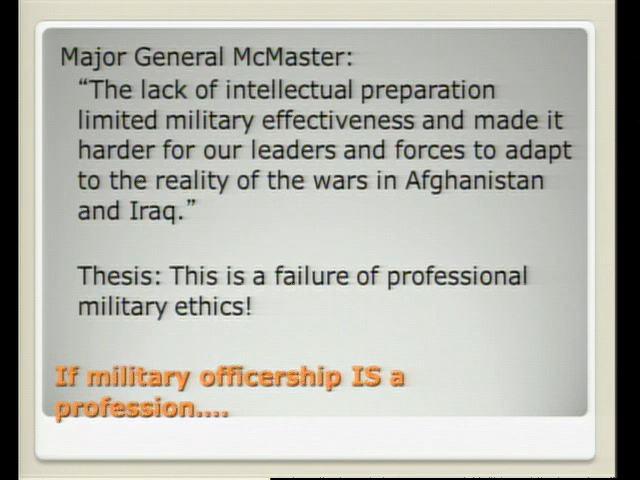 Major General McMaster:
“The lack of intellectual preparation
limited military effectiveness and made it
harder for our leaders and forces to adapt
to the reality of the wars in Afghanistan
and Iraq.”
Thesis: This is a failure of professional
military ethics!
If military officership IS a
profession....